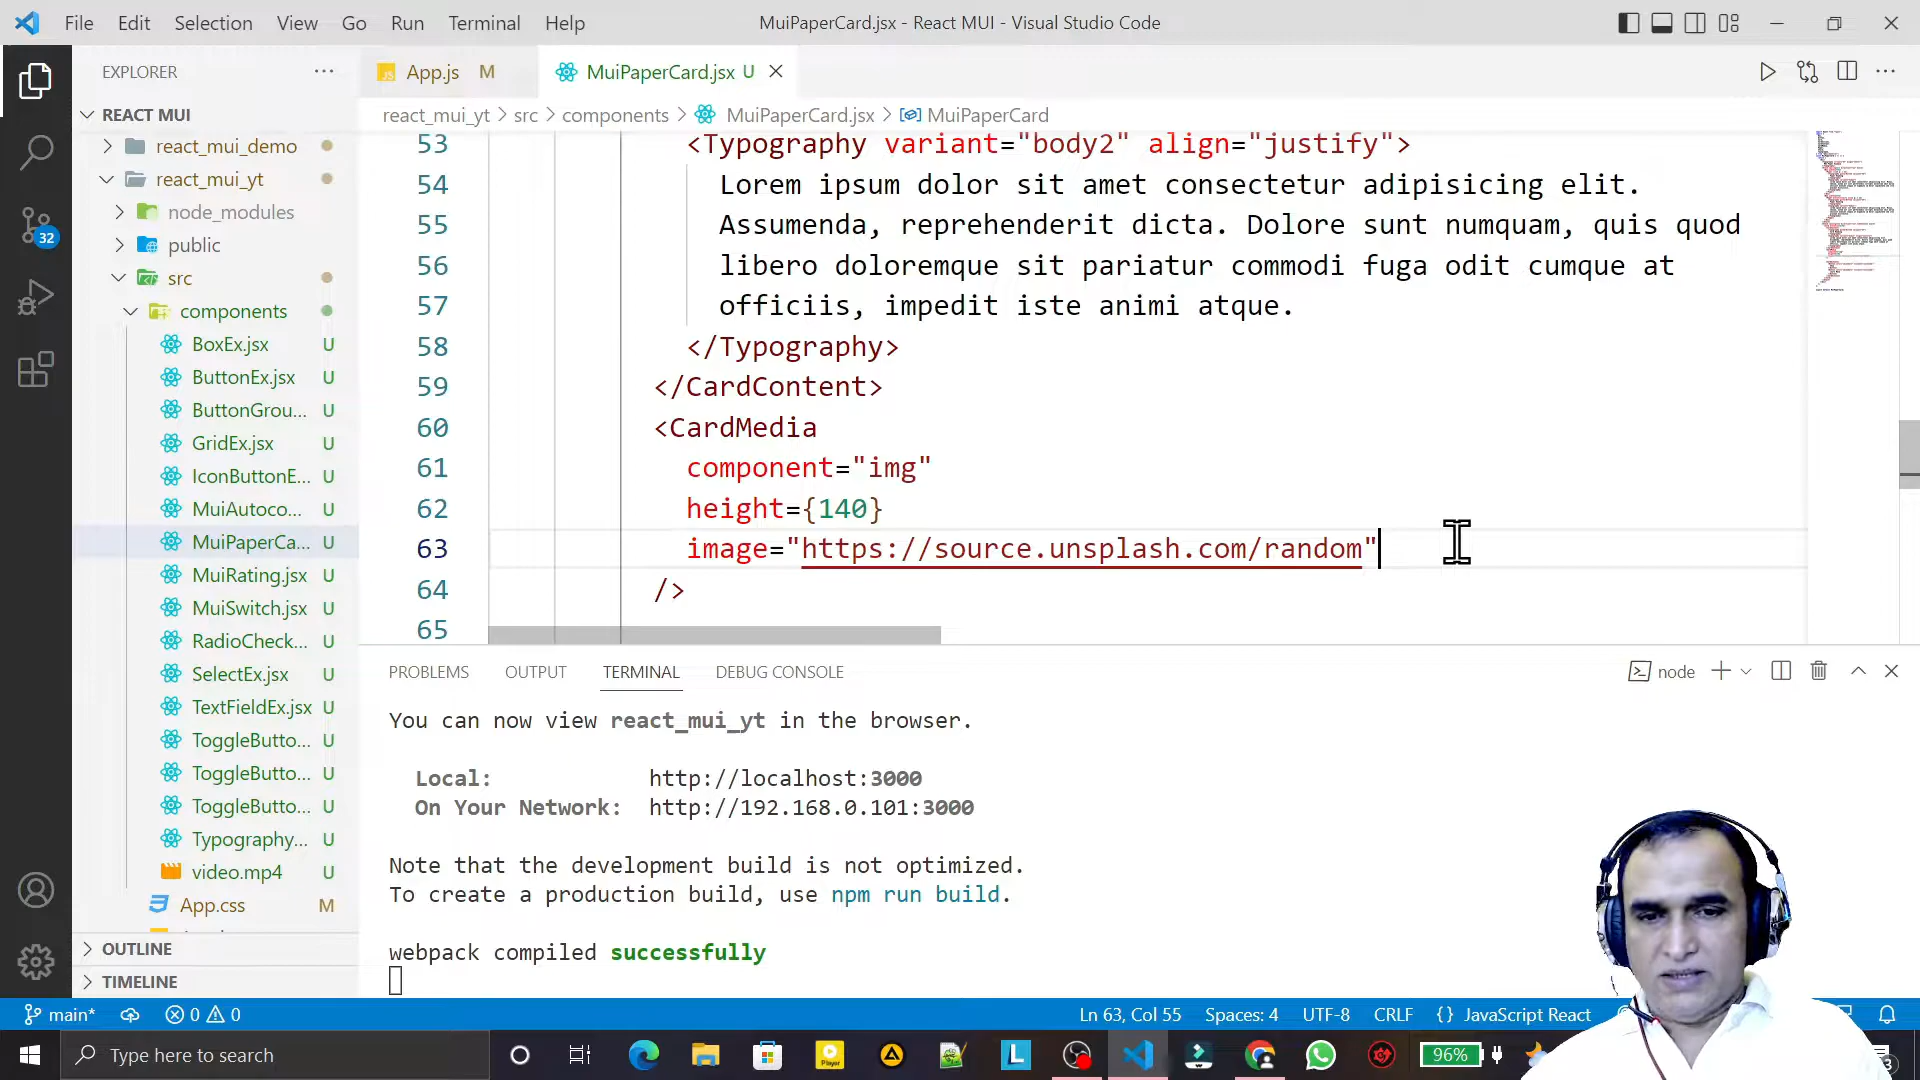 File Edit Selection View Go Run Terminal Help
MuiPaperCard.jsx - React MUI - Visual Studio Code
EXPLORER
App.js M
MuiPaperCard.jsx U
REACT MUI
react_mui_yt > src > components > MuiPaperCard.jsx > MuiPaperCard
react_mui_demo
react_mui_yt
node_modules
public
src
components
BoxEx.jsx U
ButtonEx.jsx U
ButtonGrou... U
GridEx.jsx U
IconButtonE... U
MuiAutoco... U
MuiPaperCa... U
MuiRating.jsx U
MuiSwitch.jsx U
RadioCheck... U
SelectEx.jsx U
TextFieldEx.jsx U
ToggleButto... U
ToggleButto... U
ToggleButto... U
Typography... U
video.mp4 U
App.css M
OUTLINE
TIMELINE
32
53 <Typography variant="body2" align="justify">
54 Lorem ipsum dolor sit amet consectetur adipisicing elit.
55 Assumenda, reprehenderit dicta. Dolore sunt numquam, quis quod
56 libero doloremque sit pariatur commodi fuga odit cumque at
57 officiis, impedit iste animi atque.
58 </Typography>
59 </CardContent>
60 <CardMedia
61 component="img"
62 height={140}
63 image="https://source.unsplash.com/random"
64 />
65
PROBLEMS OUTPUT TERMINAL DEBUG CONSOLE
node
You can now view react_mui_yt in the browser.
Local: http://localhost:3000
On Your Network: http://192.168.0.101:3000
Note that the development build is not optimized.
To create a production build, use npm run build.
webpack compiled successfully
main* 0 0
Ln 63, Col 55 Spaces: 4 UTF-8 CRLF {} JavaScript React
Type here to search
Player
L
96%
3